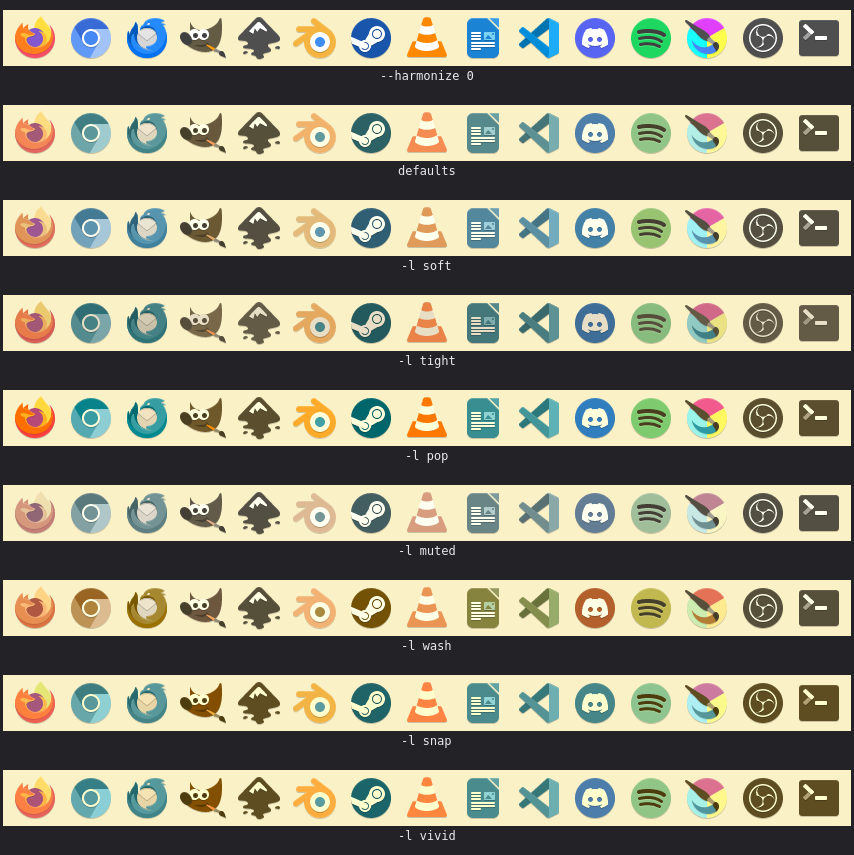 --harmonize 0
defaults
-l soft
-l tight
-l pop
-l muted
-l wash
-l snap
-l vivid